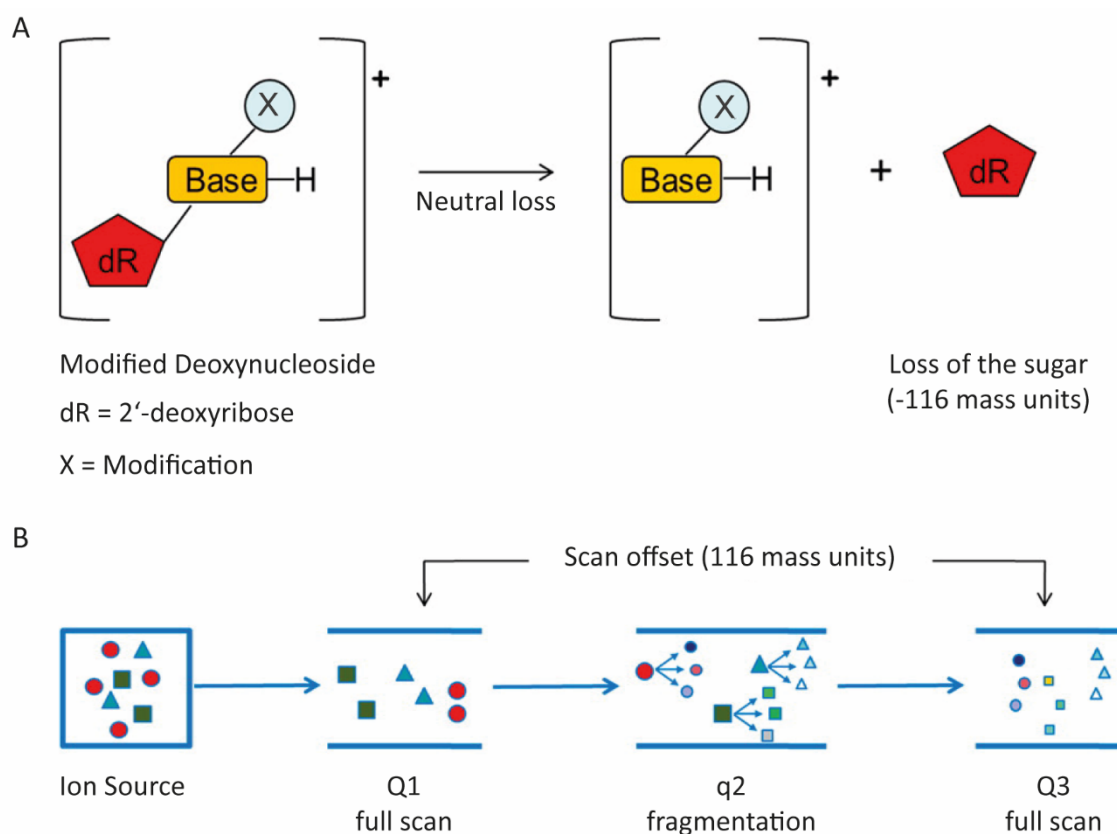 A
X
+
Base
H
dR
Neutral loss
X
+
Base
H
+
dR
Modified Deoxynucleoside
dR = 2‘-deoxyribose
X = Modification
Loss of the sugar
(-116 mass units)
B
Scan offset (116 mass units)
Ion Source
Q1
full scan
q2
fragmentation
Q3
full scan